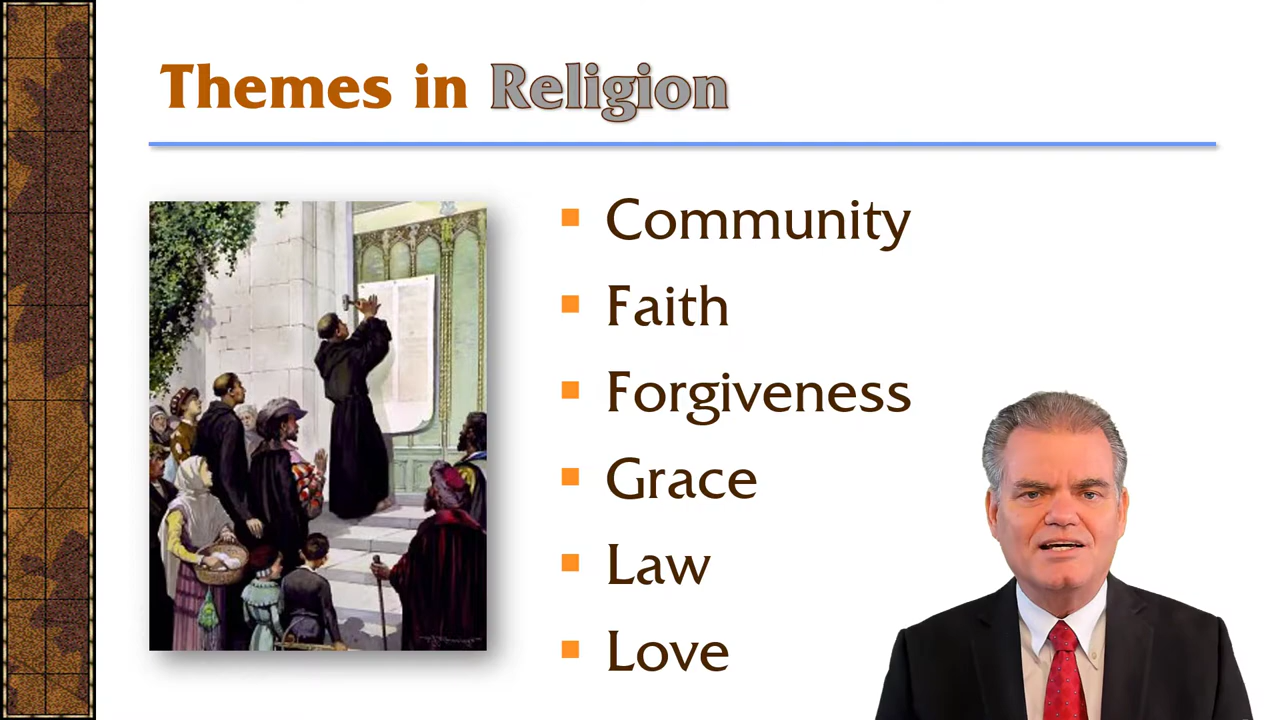 Themes in Religion
Community
Faith
Forgiveness
Grace
Law
Love